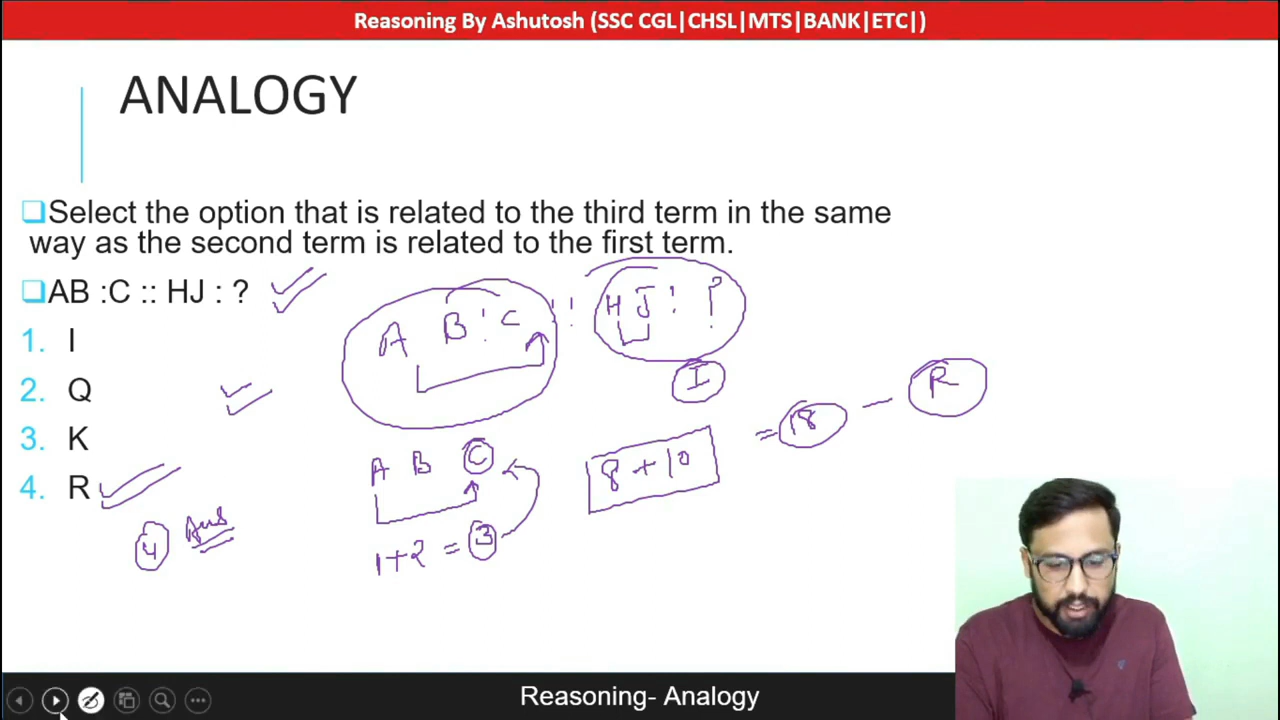 Reasoning By Ashutosh (SSC CGL|CHSL|MTS|BANK|ETC|)
ANALOGY
Select the option that is related to the third term in the same
way as the second term is related to the first term.
AB :C :: HJ : ?
1. I
2. Q
3. K
4. R
A B : C :: H J : ?
I
R
A B C
8 + 10 = 18 - R
1+2 = 3
4 Ans
Reasoning- Analogy